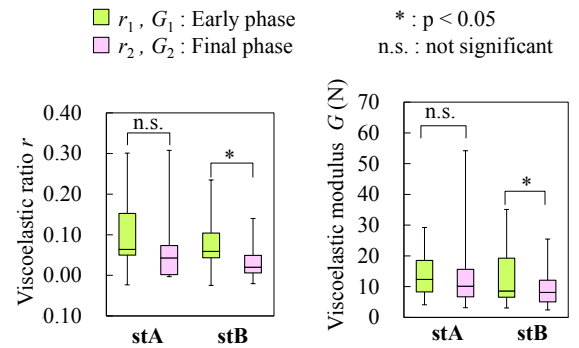 r1 , G1 : Early phase
r2 , G2 : Final phase
* : p < 0.05
n.s. : not significant
Viscoelastic ratio r
0.40
0.30
0.20
0.10
0.00
0.10
n.s.
*
stA
stB
Viscoelastic modulus G (N)
70
60
50
40
30
20
10
0
n.s.
*
stA
stB